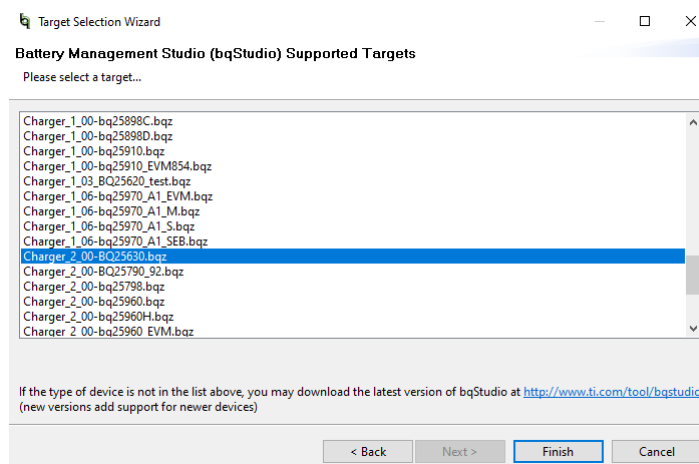 Target Selection Wizard
Battery Management Studio (bqStudio) Supported Targets
Please select a target...
Charger_1_00-bq25898C.bqz
Charger_1_00-bq25898D.bqz
Charger_1_00-bq25910.bqz
Charger_1_00-bq25910_EVM854.bqz
Charger_1_03_BQ25620_test.bqz
Charger_1_06-bq25970_A1_EVM.bqz
Charger_1_06-bq25970_A1_M.bqz
Charger_1_06-bq25970_A1_S.bqz
Charger_1_06-bq25970_A1_SEB.bqz
Charger_2_00-BQ25630.bqz
Charger_2_00-BQ25790_92.bqz
Charger_2_00-bq25798.bqz
Charger_2_00-bq25960.bqz
Charger_2_00-bq25960H.bqz
Charger_2_00-bq25960_EVM.bqz
If the type of device is not in the list above, you may download the latest version of bqStudio at http://www.ti.com/tool/bqstudio
(new versions add support for newer devices)
< Back Next > Finish Cancel